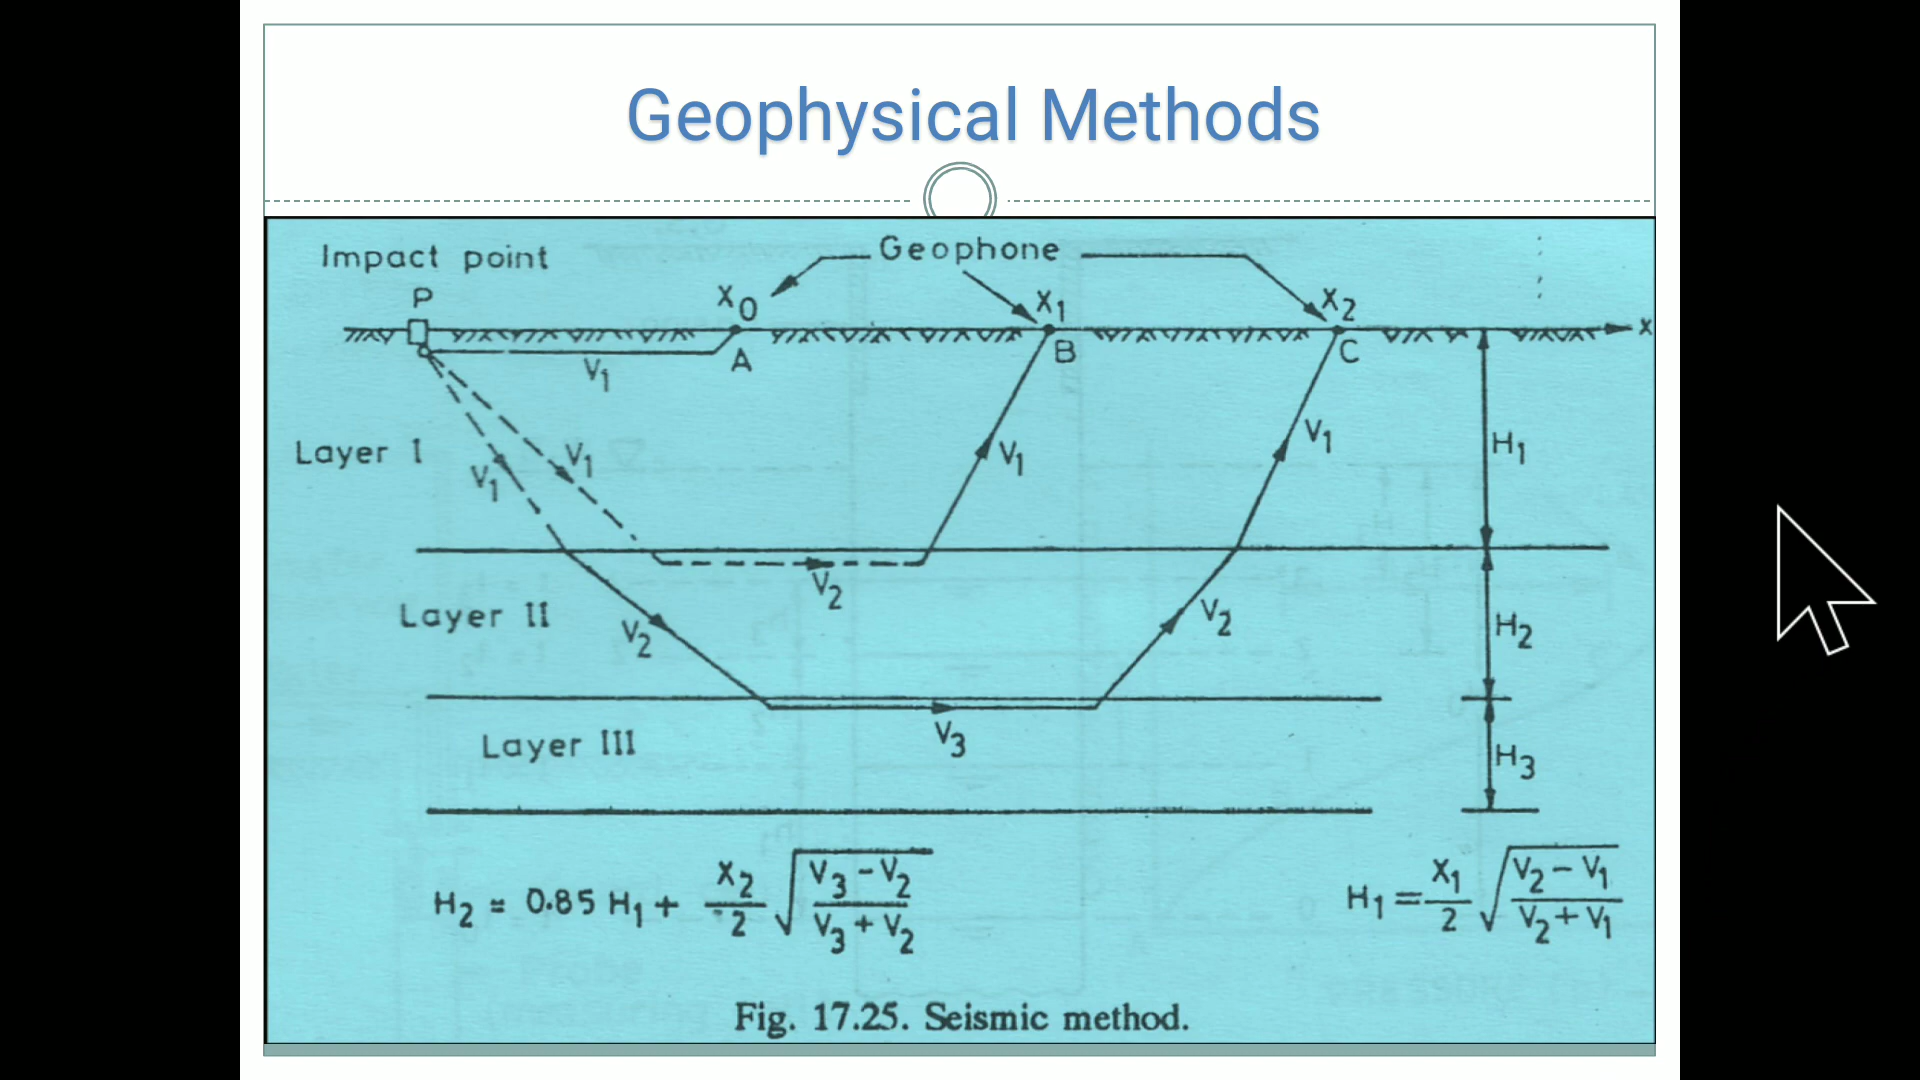 Geophysical Methods
Impact point
Geophone
P
X0
X1
X2
x
A
B
C
V1
Layer I
V1
V1
V1
V1
H1
V2
Layer II
V2
V2
H2
Layer III
V3
H3
H2 = 0.85 H1 + X2/2 √(V3 - V2 / V3 + V2)
H1 = X1/2 √(V2 - V1 / V2 + V1)
Fig. 17.25. Seismic method.